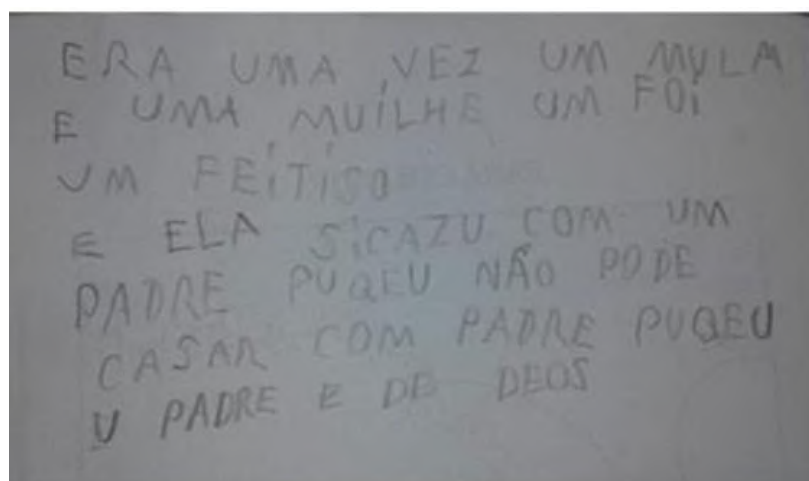 ERA UMA VEZ UM MULA
E UMA MUILHE UM FOI
UM FEITISO
E ELA SICAZU COM UM
PADRE PUQEU NÃO PODE
CASAR COM PADRE PUQEU
U PADRE E DE DEOS